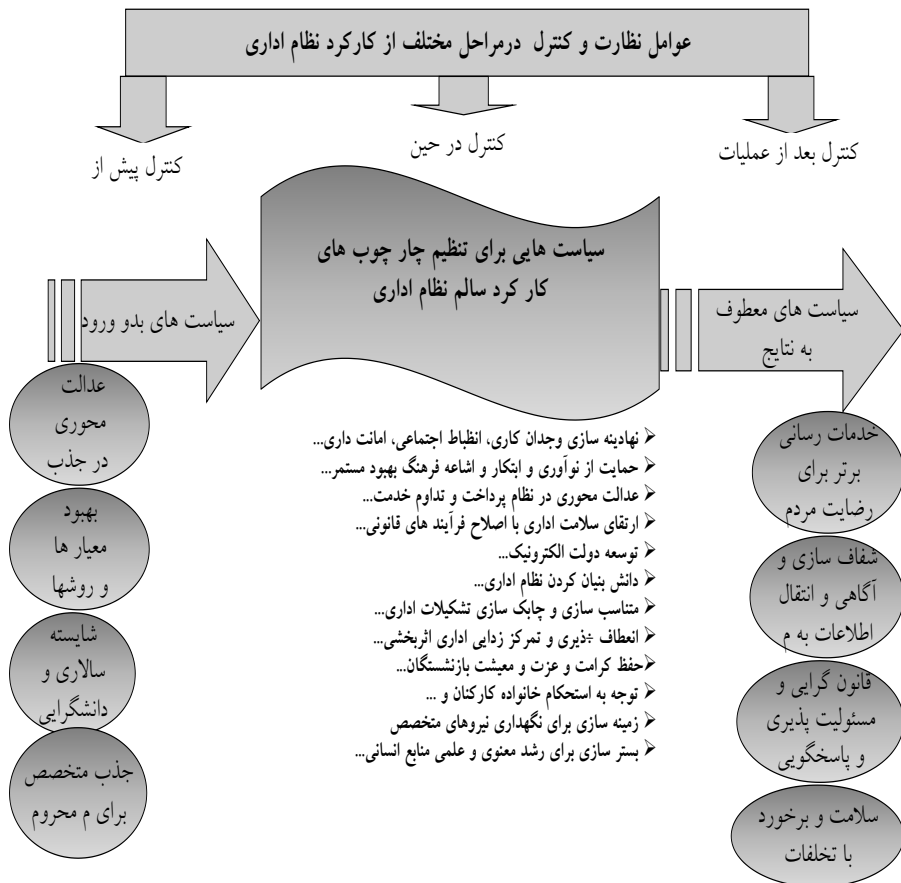 عوامل نظارت و کنترل درمراحل مختلف از کارکرد نظام اداری
کنترل بعد از عملیات
کنترل در حین
کنترل پیش از
سیاست هایی برای تنظیم چار چوب های
کار کرد سالم نظام اداری
سیاست های معطوف
به نتایج
سیاست های بدو ورود
عدالت
محوری
در جذب
بهبود
معیار ها
و روشها
شایسته
سالاری و
دانشگرایی
جذب متخصص
برای م محروم
نهادینه سازی وجدان کاری، انظباط اجتماعی، امانت داری...
حمایت از نوآوری و ابتکار و اشاعه فرهنگ بهبود مستمر...
عدالت محوری در نظام پرداخت و تداوم خدمت...
ارتقای سلامت اداری با اصلاح فرآیند های قانونی...
توسعه دولت الکترونیک...
دانش بنیان کردن نظام اداری...
متناسب سازی و چابک سازی تشکیلات اداری...
انعطاف ÷ذیری و تمرکز زدایی اداری اثربخشی...
حفظ کرامت و عزت و معیشت بازنشستگان...
توجه به استحکام خانواده کارکنان و ...
زمینه سازی برای نگهداری نیروهای متخصص
بستر سازی برای رشد معنوی و علمی منابع انسانی...
خدمات رسانی
برتر برای
رضایت مردم
شفاف سازی و
آگاهی و انتقال
اطلاعات به م
قانون گرایی و
مسئولیت پذیری
و پاسخگویی
سلامت و برخورد
با تخلفات